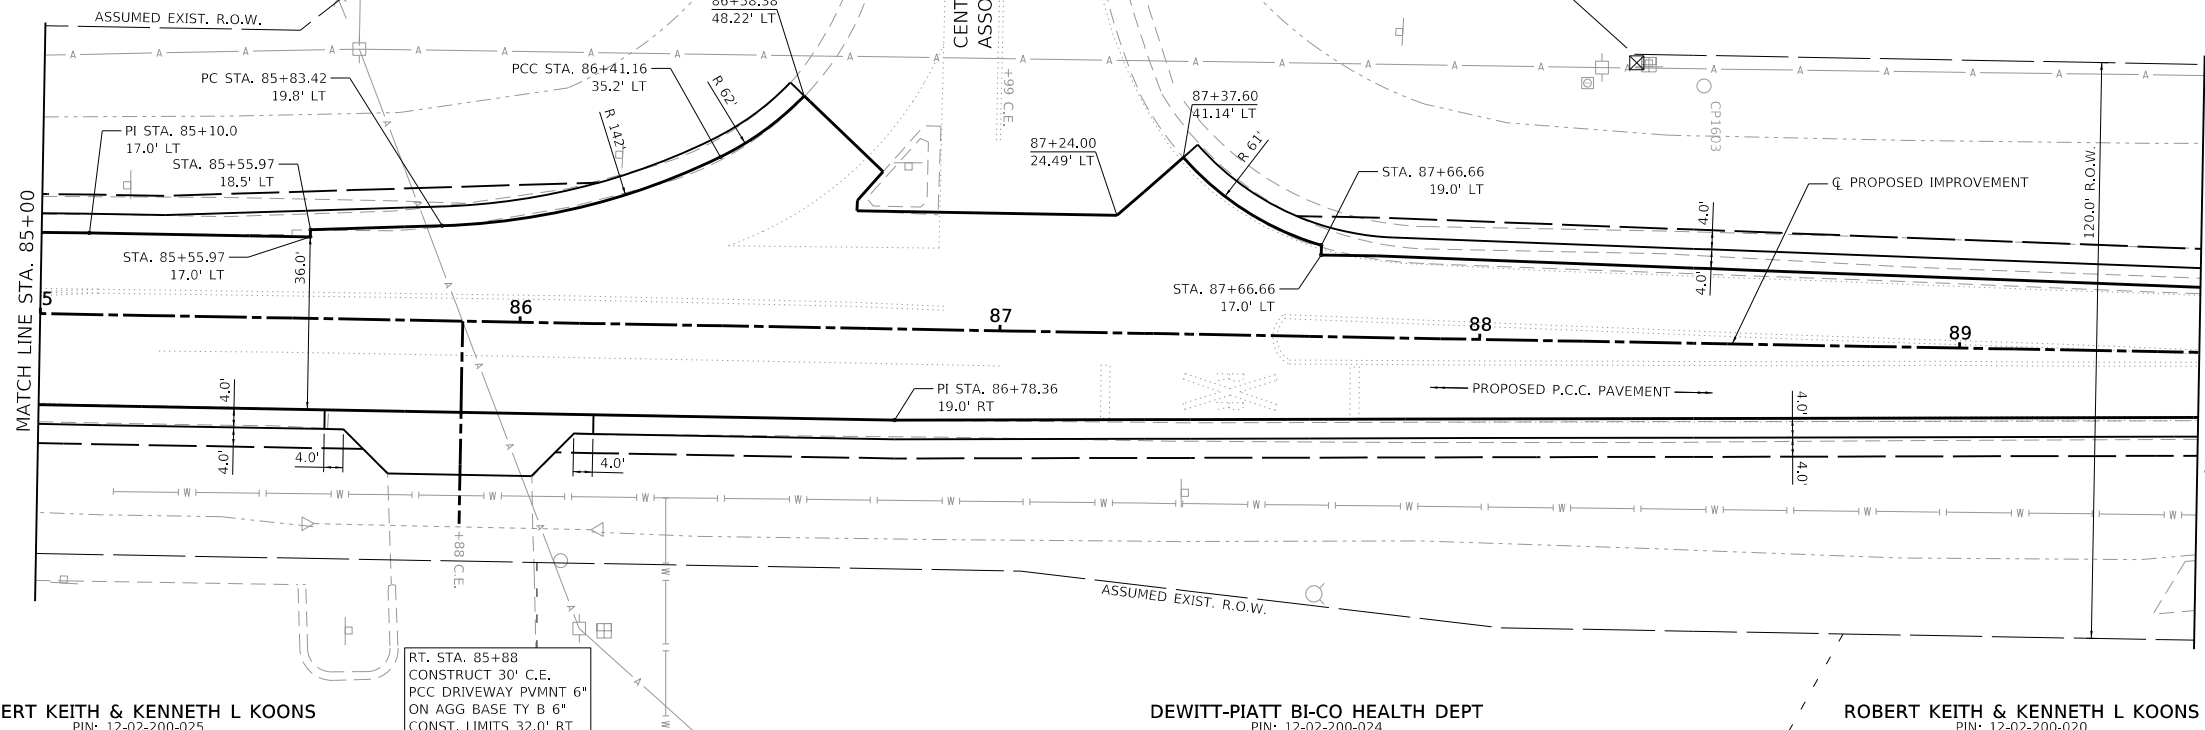 ASSUMED EXIST. R.O.W.
48.22' LT
CENT
ASSO
PC STA. 85+83.42
19.8' LT
PCC STA. 86+41.16
35.2' LT
R 62'
R 142'
+99 C.E.
87+37.60
41.14' LT
87+24.00
24.49' LT
R 61'
CP1603
PI STA. 85+10.0
17.0' LT
STA. 85+55.97
18.5' LT
STA. 87+66.66
19.0' LT
℄ PROPOSED IMPROVEMENT
120.0' R.O.W.
MATCH LINE STA. 85+00
STA. 85+55.97
17.0' LT
36.0'
4.0'
4.0'
STA. 87+66.66
17.0' LT
5
86
87
88
89
4.0'
4.0'
4.0'
4.0'
PI STA. 86+78.36
19.0' RT
PROPOSED P.C.C. PAVEMENT
4.0'
4.0'
+88 C.E.
ASSUMED EXIST. R.O.W.
RT. STA. 85+88
CONSTRUCT 30' C.E.
PCC DRIVEWAY PVMNT 6"
ON AGG BASE TY B 6"
CONST. LIMITS 32.0' RT
ERT KEITH & KENNETH L KOONS
PIN: 12-02-200-025
DEWITT-PIATT BI-CO HEALTH DEPT
PIN: 12-02-200-024
ROBERT KEITH & KENNETH L KOONS
PIN: 12-02-200-020